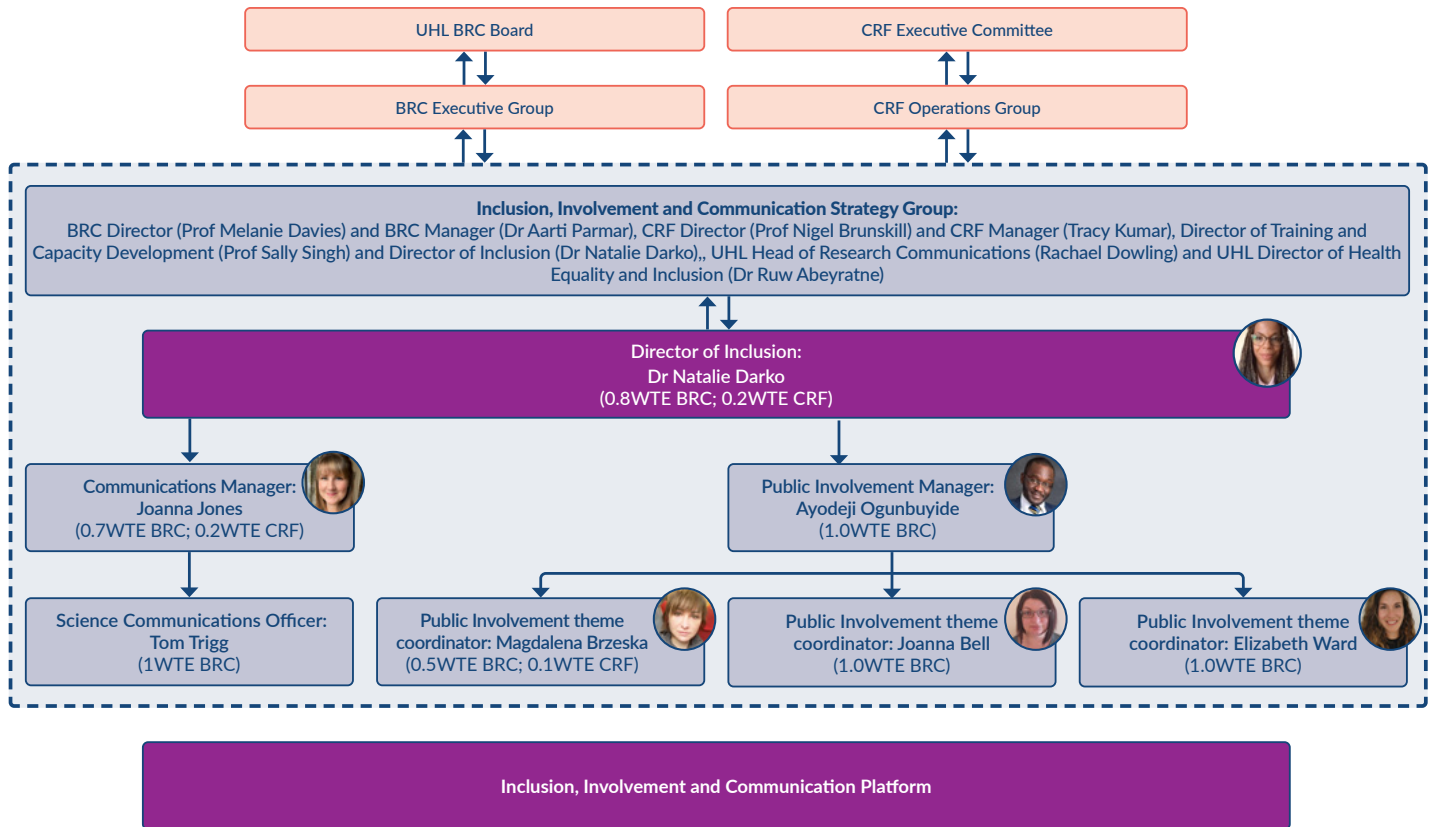 UHL BRC Board
CRF Executive Committee
BRC Executive Group
CRF Operations Group
Inclusion, Involvement and Communication Strategy Group:
BRC Director (Prof Melanie Davies) and BRC Manager (Dr Aarti Parmar), CRF Director (Prof Nigel Brunskill) and CRF Manager (Tracy Kumar), Director of Training and
Capacity Development (Prof Sally Singh) and Director of Inclusion (Dr Natalie Darko),, UHL Head of Research Communications (Rachael Dowling) and UHL Director of Health
Equality and Inclusion (Dr Ruw Abeyratne)
Director of Inclusion:
Dr Natalie Darko
(0.8WTE BRC; 0.2WTE CRF)
Communications Manager:
Joanna Jones
(0.7WTE BRC; 0.2WTE CRF)
Public Involvement Manager:
Ayodeji Ogunbuyide
(1.0WTE BRC)
Science Communications Officer:
Tom Trigg
(1WTE BRC)
Public Involvement theme
coordinator: Magdalena Brzeska
(0.5WTE BRC; 0.1WTE CRF)
Public Involvement theme
coordinator: Joanna Bell
(1.0WTE BRC)
Public Involvement theme
coordinator: Elizabeth Ward
(1.0WTE BRC)
Inclusion, Involvement and Communication Platform